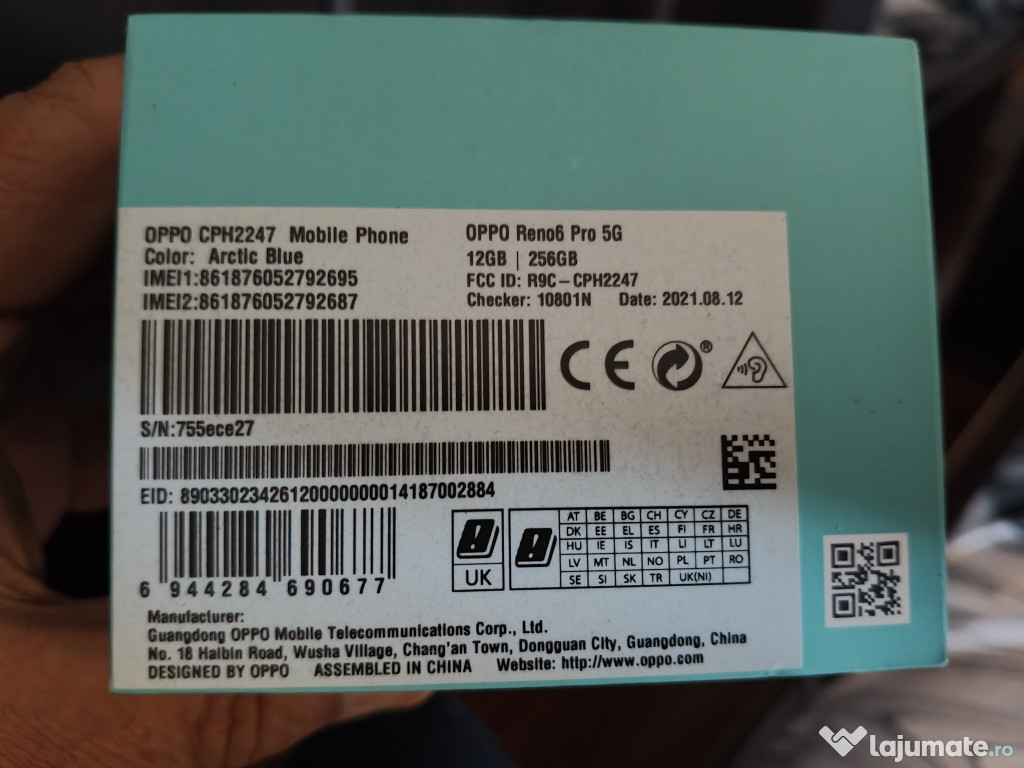 OPPO CPH2247 Mobile Phone
OPPO Reno6 Pro 5G
Color: Arctic Blue
12GB | 256GB
IMEI1:861876052792695
FCC ID: R9C-CPH2247
IMEI2:861876052792687
Checker: 10801N Date: 2021.08.12
CE
®
S/N:755ece27
EID: 89033023426120000000014187002884
6 944284 690677
UK
AT BE BG CH CY CZ DE
DK EE EL ES FI FR HR
HU IE IS IT LI LT LU
LV MT NL NO PL PT RO
SE SI SK TR UK(NI)
Manufacturer:
Guangdong OPPO Mobile Telecommunications Corp., Ltd.
No. 18 Haibin Road, Wusha Village, Chang'an Town, Dongguan City, Guangdong, China
DESIGNED BY OPPO ASSEMBLED IN CHINA Website: http://www.oppo.com
lajumate.ro